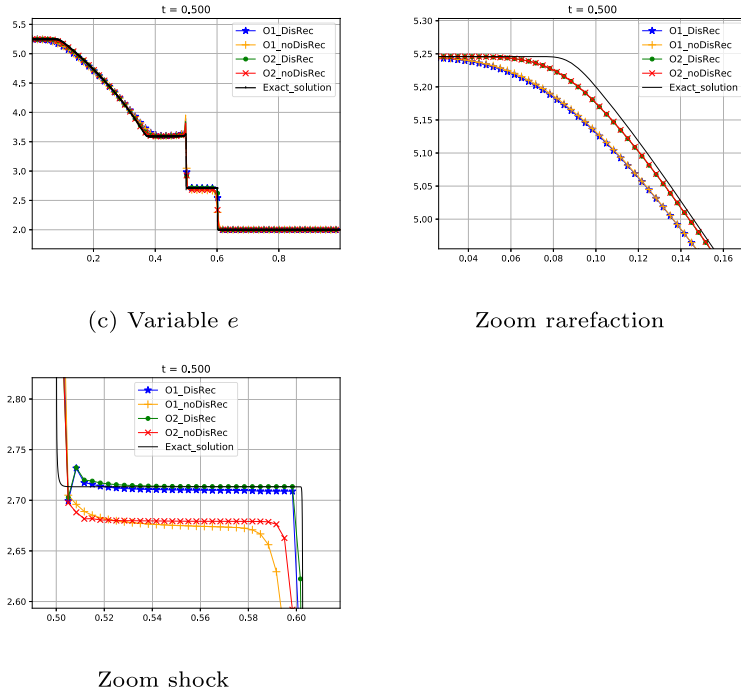 t = 0.500
5.5
5.0
4.5
4.0
3.5
3.0
2.5
2.0
0.2
0.4
0.6
0.8
O1_DisRec
O1_noDisRec
O2_DisRec
O2_noDisRec
Exact_solution
(c) Variable e
t = 0.500
5.30
5.25
5.20
5.15
5.10
5.05
5.00
0.04
0.06
0.08
0.10
0.12
0.14
0.16
O1_DisRec
O1_noDisRec
O2_DisRec
O2_noDisRec
Exact_solution
Zoom rarefaction
t = 0.500
2.80
2.75
2.70
2.65
2.60
0.50
0.52
0.54
0.56
0.58
0.60
O1_DisRec
O1_noDisRec
O2_DisRec
O2_noDisRec
Exact_solution
Zoom shock